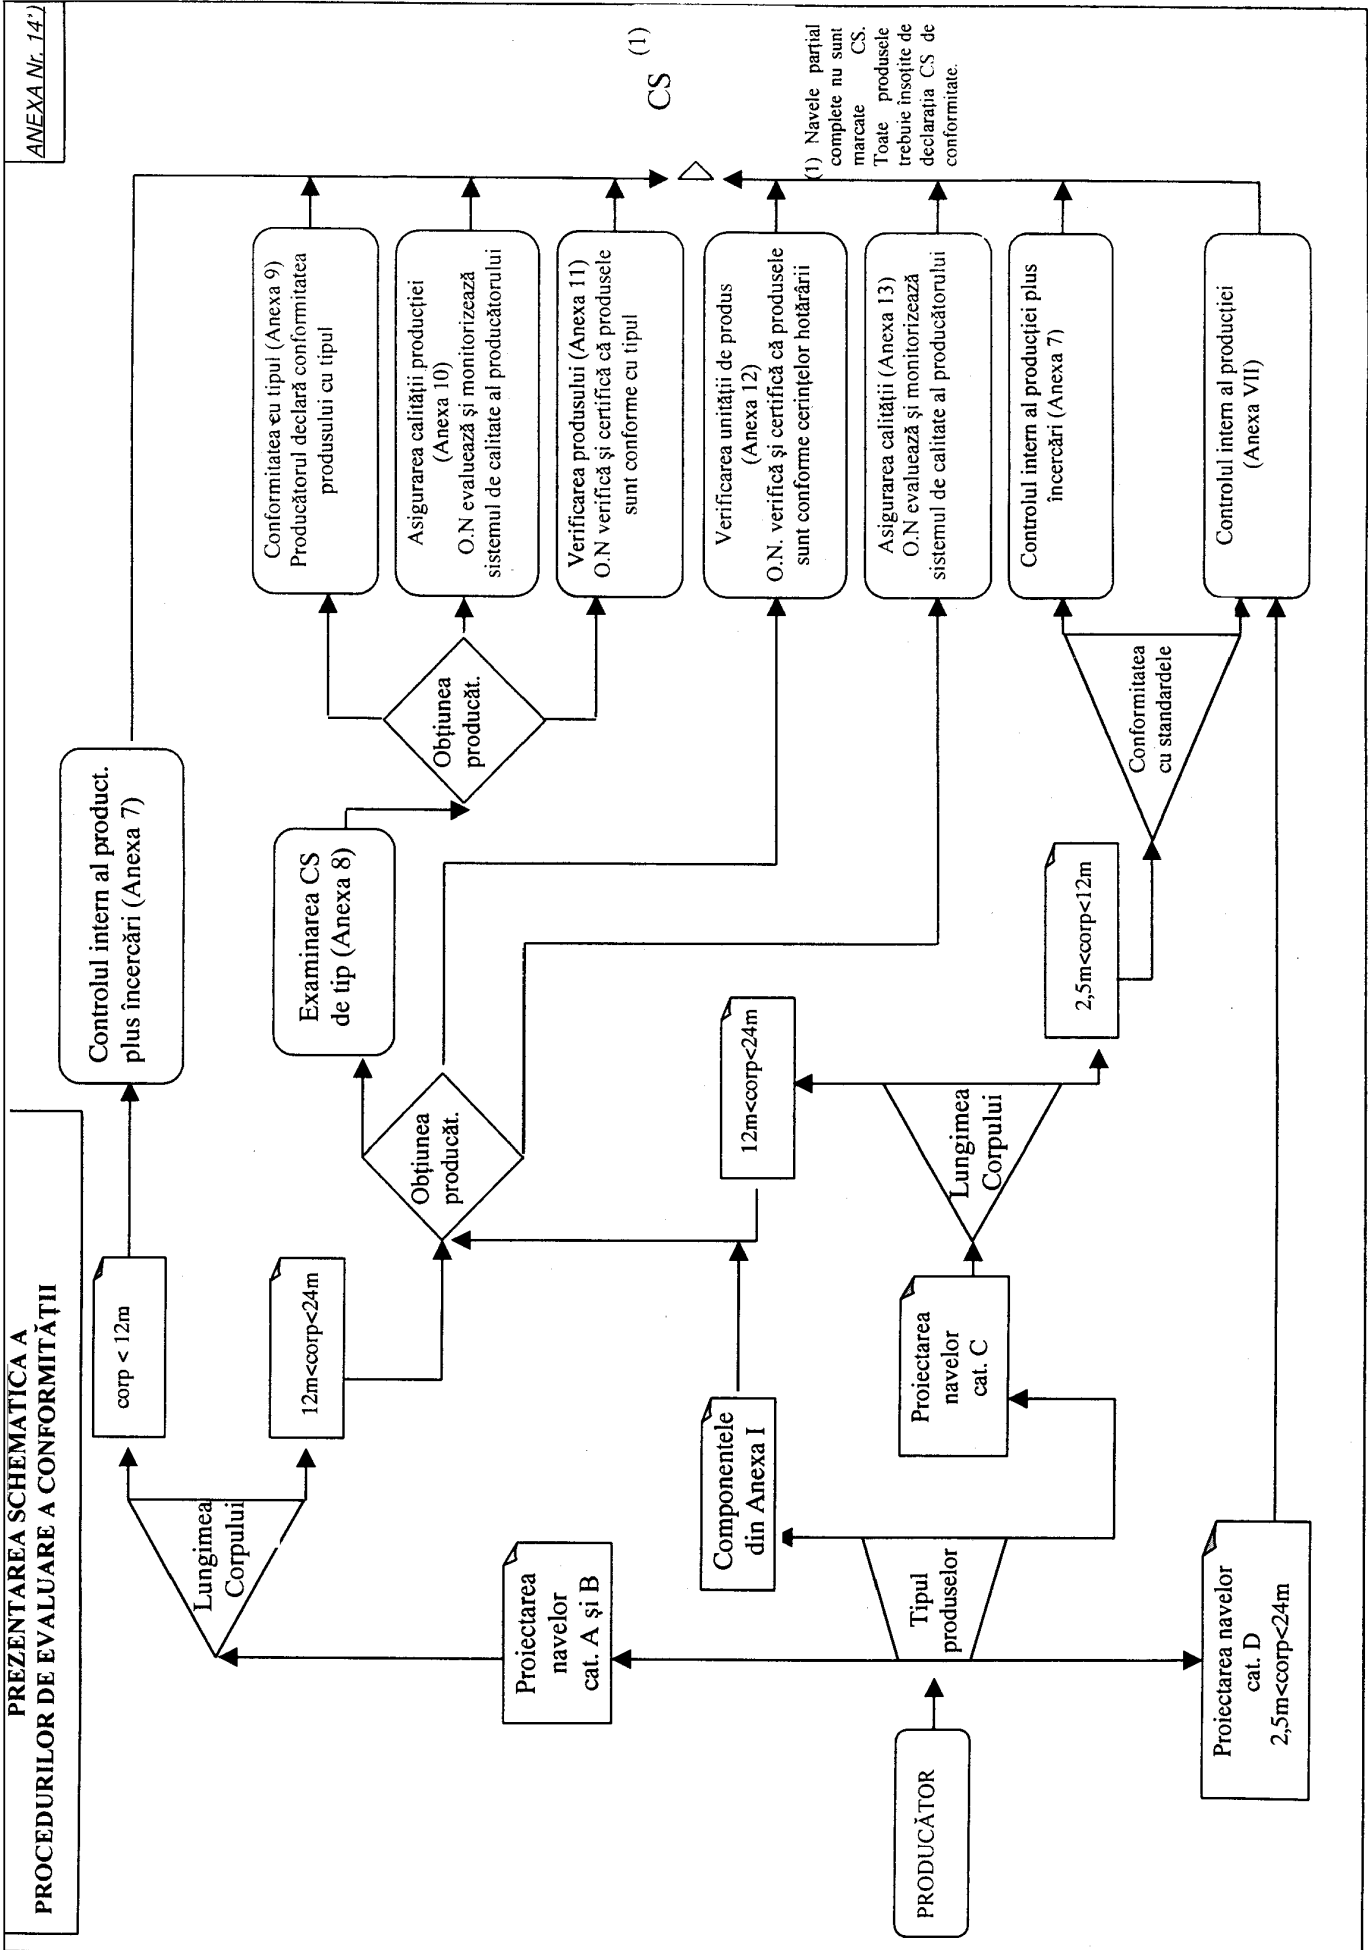 ANEXA Nr. 14*)
PREZENTAREA SCHEMATICA A
PROCEDURILOR DE EVALUARE A CONFORMITĂȚII
PRODUCĂTOR
Tipul
produselor
Proiectarea
navelor
cat. A și B
Lungimea
Corpului
corp < 12m
12m<corp<24m
Controlul intern al product.
plus încercări (Anexa 7)
Componentele
din Anexa I
Obțiunea
producăt.
Examinarea CS
de tip (Anexa 8)
Obțiunea
producăt.
Conformitatea cu tipul (Anexa 9)
Producătorul declară conformitatea
produsului cu tipul
Asigurarea calității producției
(Anexa 10)
O.N evaluează și monitorizează
sistemul de calitate al producătorului
Verificarea produsului (Anexa 11)
O.N verifică și certifică că produsele
sunt conforme cu tipul
Verificarea unității de produs
(Anexa 12)
O.N. verifică și certifică că produsele
sunt conforme cerințelor hotărârii
Asigurarea calității (Anexa 13)
O.N evaluează și monitorizează
sistemul de calitate al producătorului
Proiectarea
navelor
cat. C
Lungimea
Corpului
12m<corp<24m
2,5m<corp<12m
Conformitatea
cu standardele
Controlul intern al producției plus
încercări (Anexa 7)
Proiectarea navelor
cat. D
2,5m<corp<24m
Controlul intern al producției
(Anexa VII)
CS (1)
(1) Navele parțial
complete nu sunt
marcate CS.
Toate produsele
trebuie însoțite de
declarația CS de
conformitate.